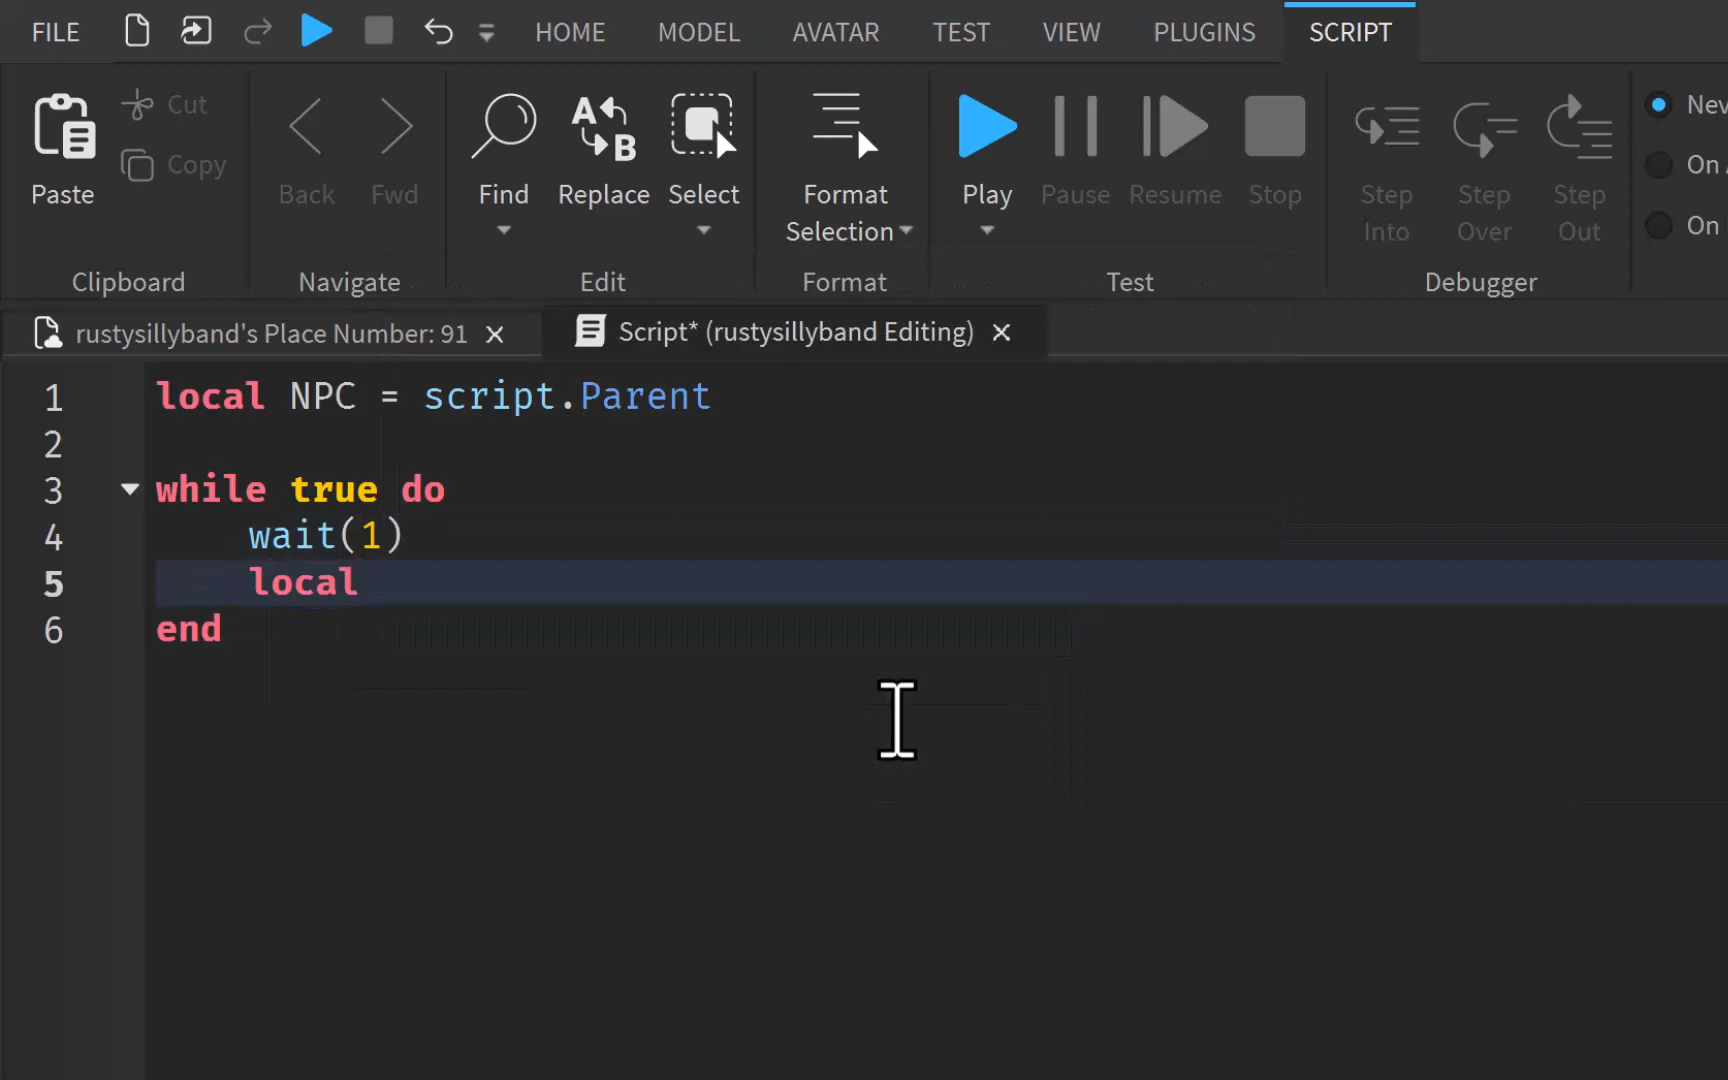 FILE HOME MODEL AVATAR TEST VIEW PLUGINS SCRIPT
Paste Cut Copy Back Fwd Find Replace Select Format Selection Play Pause Resume Stop Step Into Step Over Step Out On On
Clipboard Navigate Edit Format Test Debugger
rustysillyband's Place Number: 91 Script* (rustysillyband Editing)
1 local NPC = script.Parent
2
3 while true do
4 wait(1)
5 local
6 end